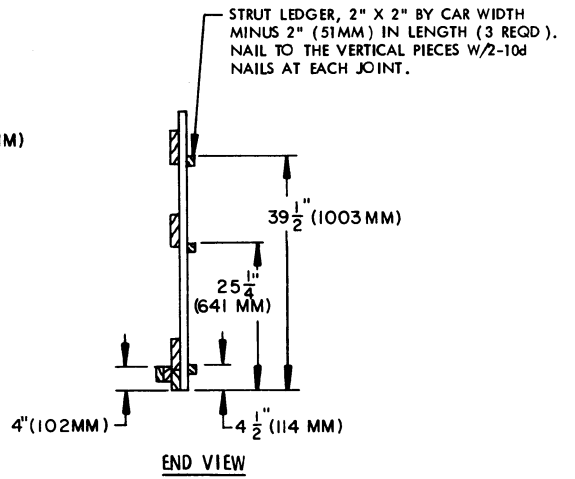 STRUT LEDGER, 2" X 2" BY CAR WIDTH
MINUS 2" (51MM) IN LENGTH (3 REQD).
NAIL TO THE VERTICAL PIECES W/2-10d
NAILS AT EACH JOINT.
M)
39 1/2" (1003 MM)
25 1/4"
(641 MM)
4" (102MM)
4 1/2" (114 MM)
END VIEW